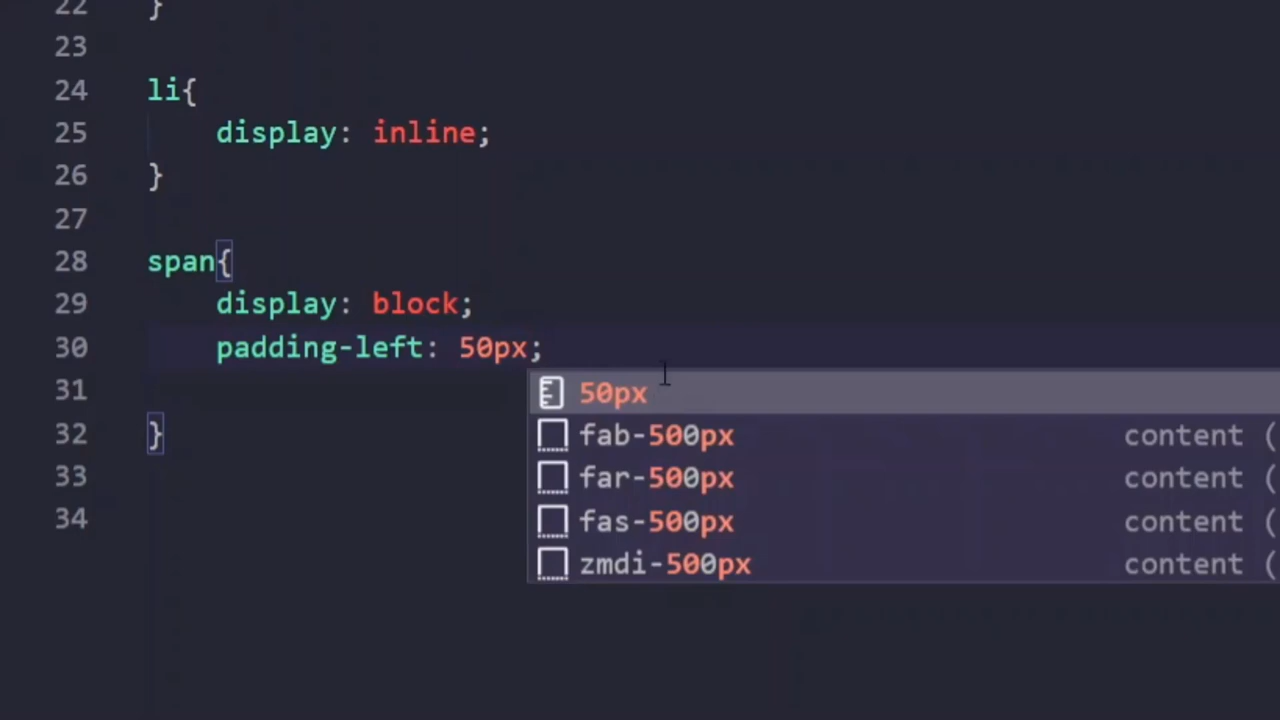 22 }
23
24 li{
25 display: inline;
26 }
27
28 span{
29 display: block;
30 padding-left: 50px;
31 50px
32 } fab-500px content (
33 far-500px content (
34 fas-500px content (
zmdi-500px content (